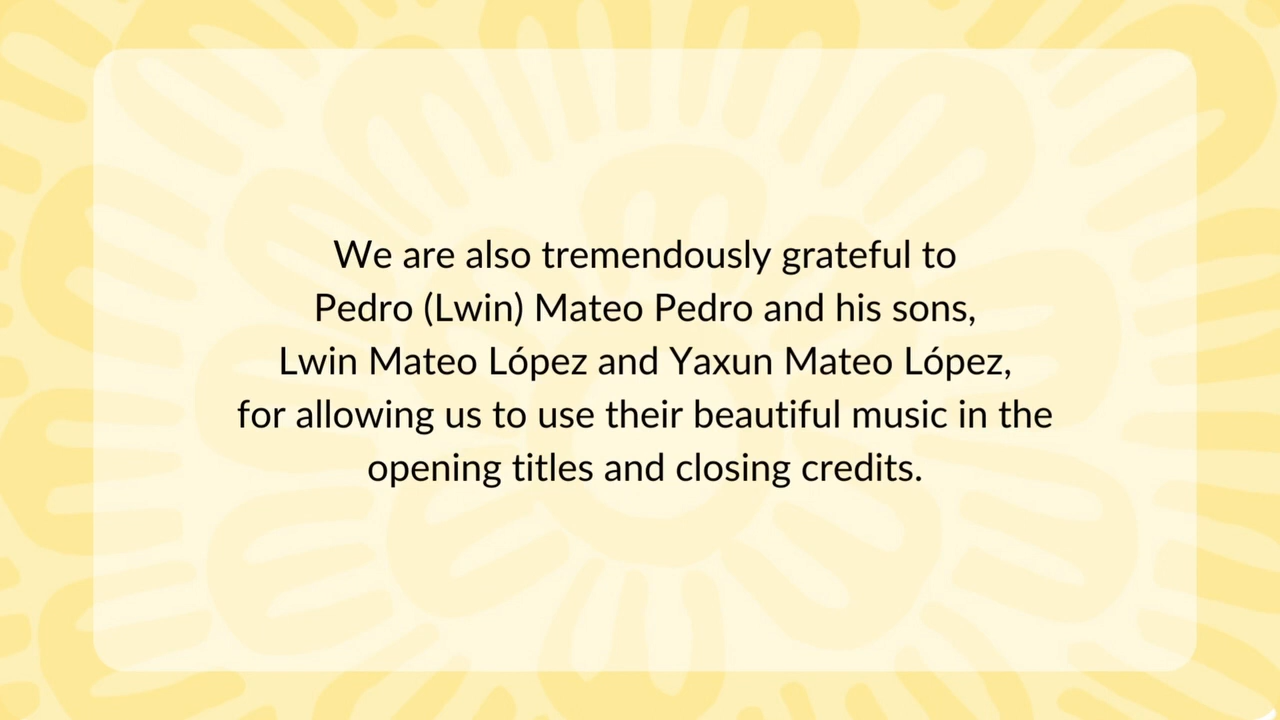 We are also tremendously grateful to
Pedro (Lwin) Mateo Pedro and his sons,
Lwin Mateo López and Yaxun Mateo López,
for allowing us to use their beautiful music in the
opening titles and closing credits.